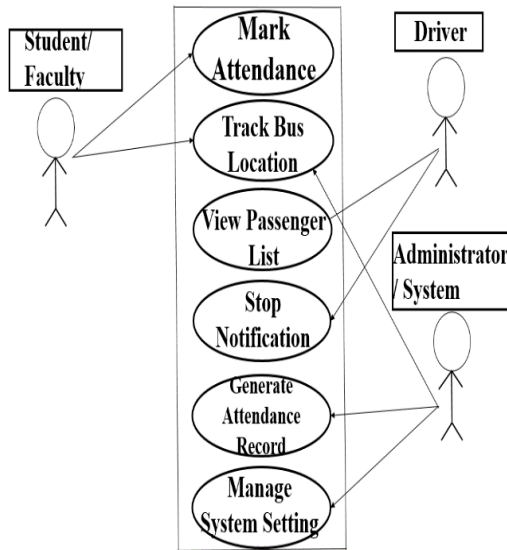 Student/
Faculty
Mark
Attendance
Driver
Track Bus
Location
View Passenger
List
Administrator
/ System
Stop
Notification
Generate
Attendance
Record
Manage
System Setting